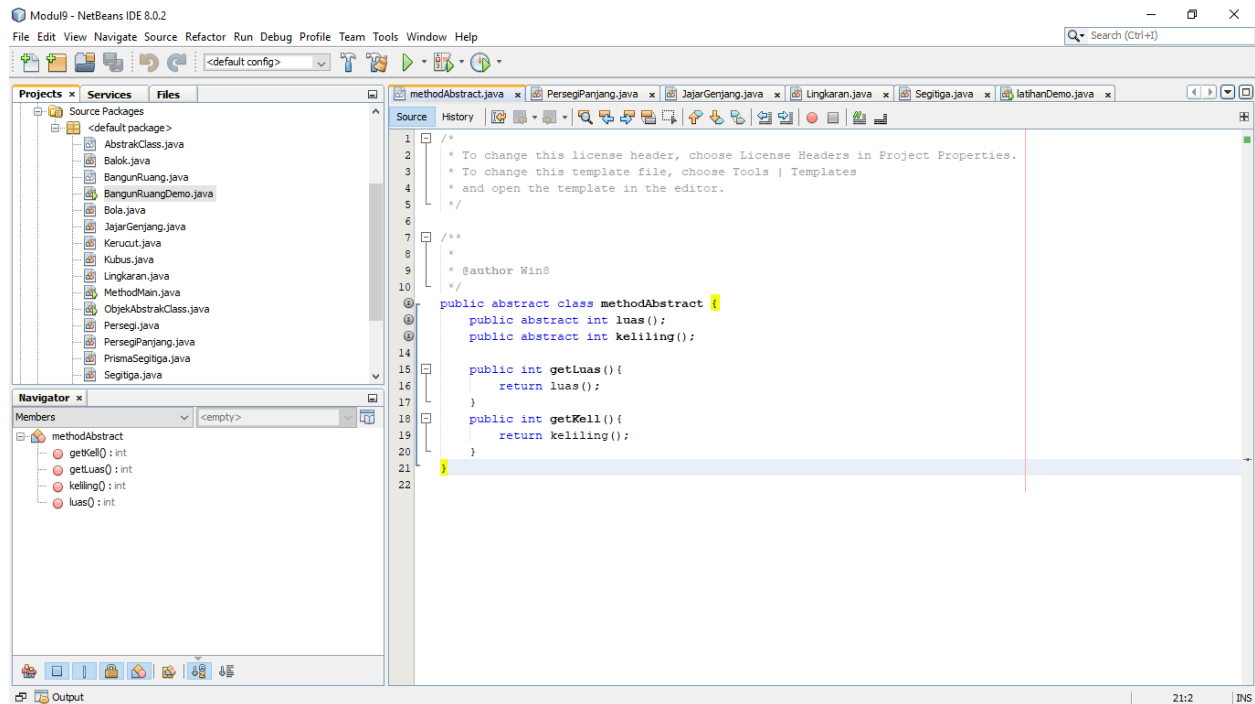 Modul9 - NetBeans IDE 8.0.2
File Edit View Navigate Source Refactor Run Debug Profile Team Tools Window Help
Search (Ctrl+I)
<default config>
Projects Services Files
Source Packages
<default package>
AbstrakClass.java
Balok.java
BangunRuang.java
BangunRuangDemo.java
Bola.java
JajarGenjang.java
Kerucut.java
Kubus.java
Lingkaran.java
MethodMain.java
ObjekAbstrakClass.java
Persegi.java
PersegiPanjang.java
PrismaSegitiga.java
Segitiga.java
Navigator
Members <empty>
methodAbstract
getKell() : int
getLuas() : int
keliling() : int
luas() : int
methodAbstract.java PersegiPanjang.java JajarGenjang.java Lingkaran.java Segitiga.java latihanDemo.java
Source History
1 /*
2 * To change this license header, choose License Headers in Project Properties.
3 * To change this template file, choose Tools | Templates
4 * and open the template in the editor.
5 */
6
7 /**
8 *
9 * @author Win8
10 */
public abstract class methodAbstract {
public abstract int luas();
public abstract int keliling();
14
15 public int getLuas(){
16 return luas();
17 }
18 public int getKell(){
19 return keliling();
20 }
21 }
22
Output
21:2 INS